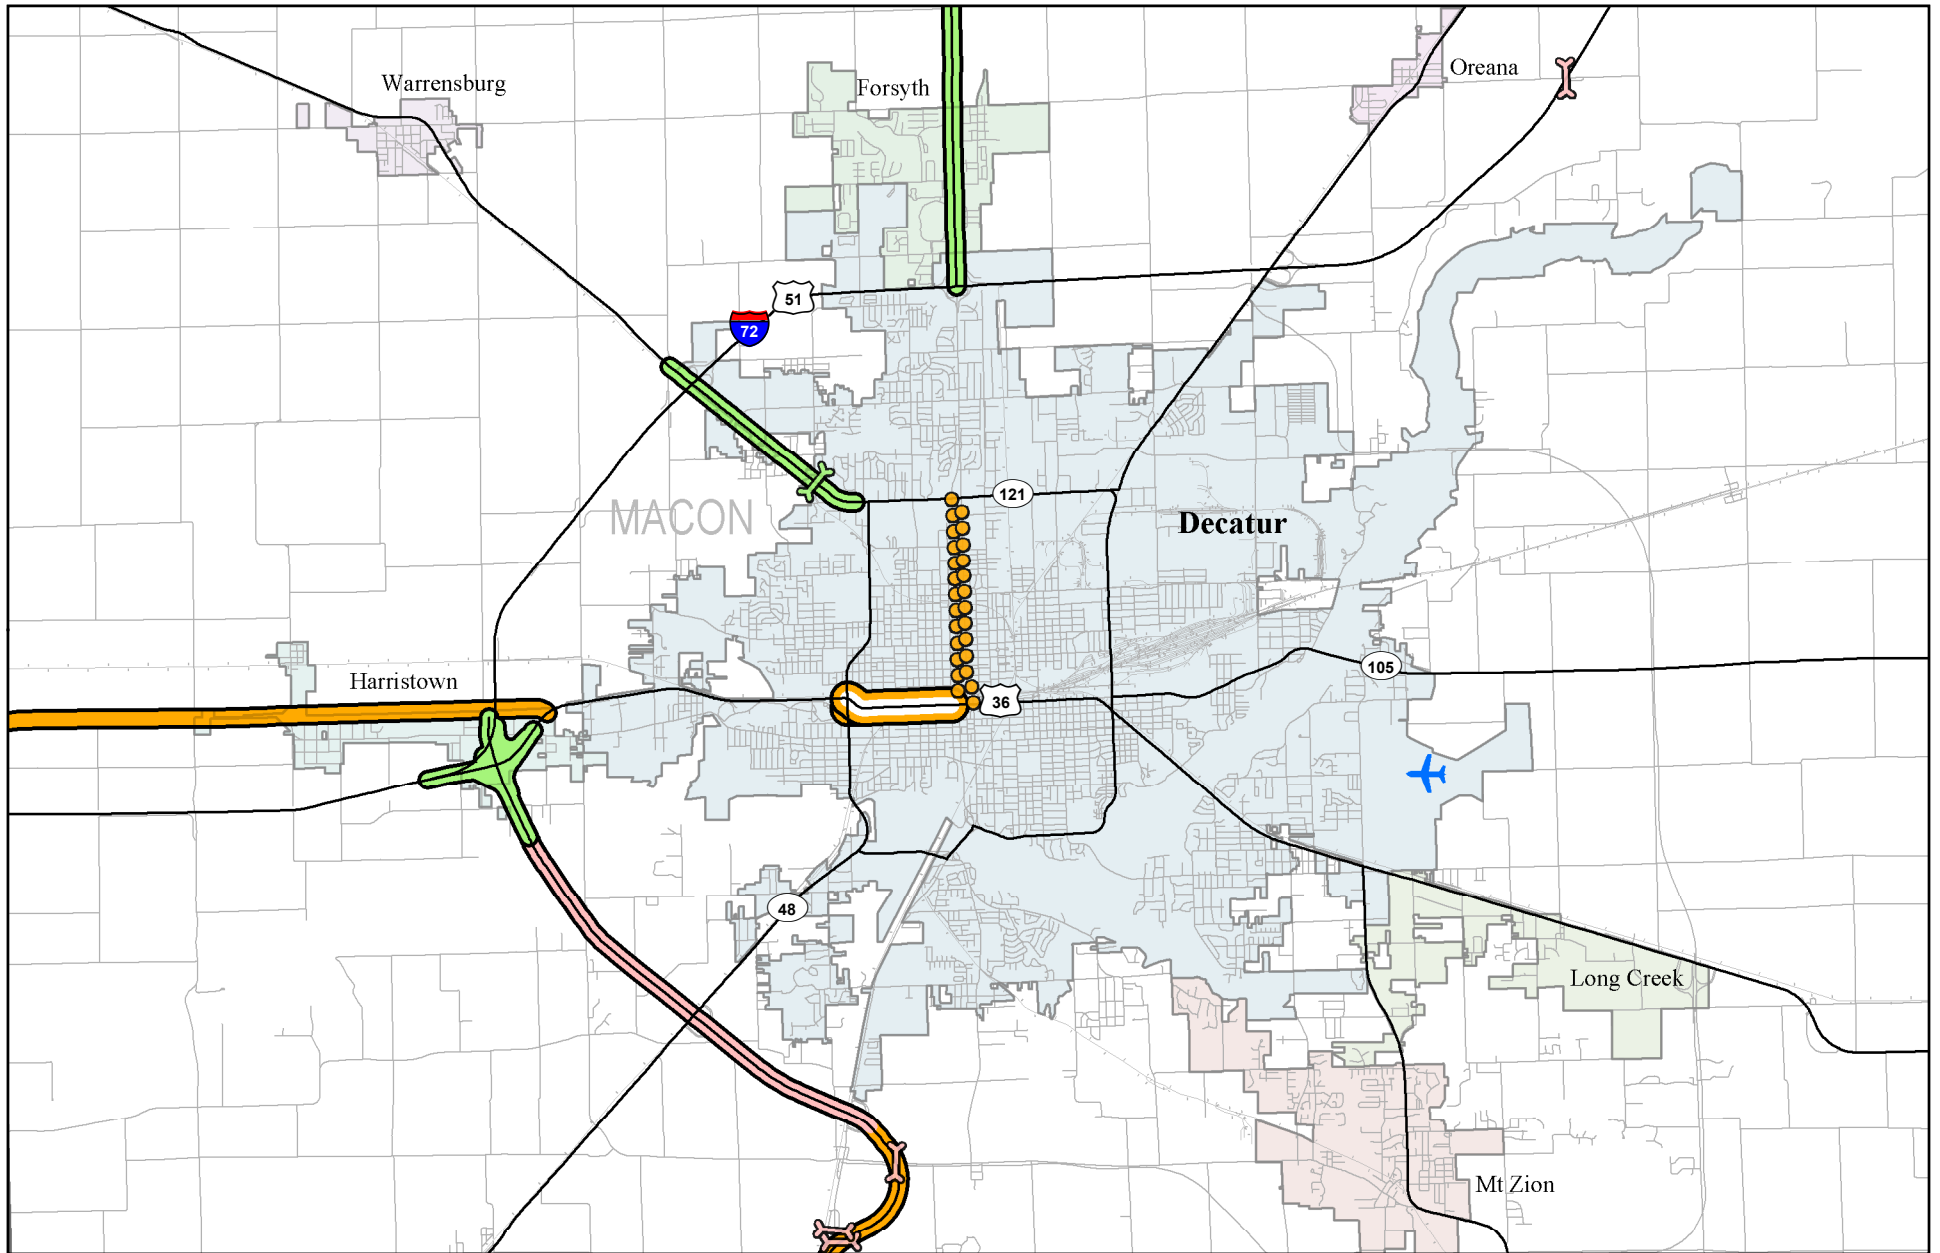 Oreana
Warrensburg
Forsyth
51
72
121
MACON
Decatur
105
Harristown
36
48
Long Creek
Mt Zion